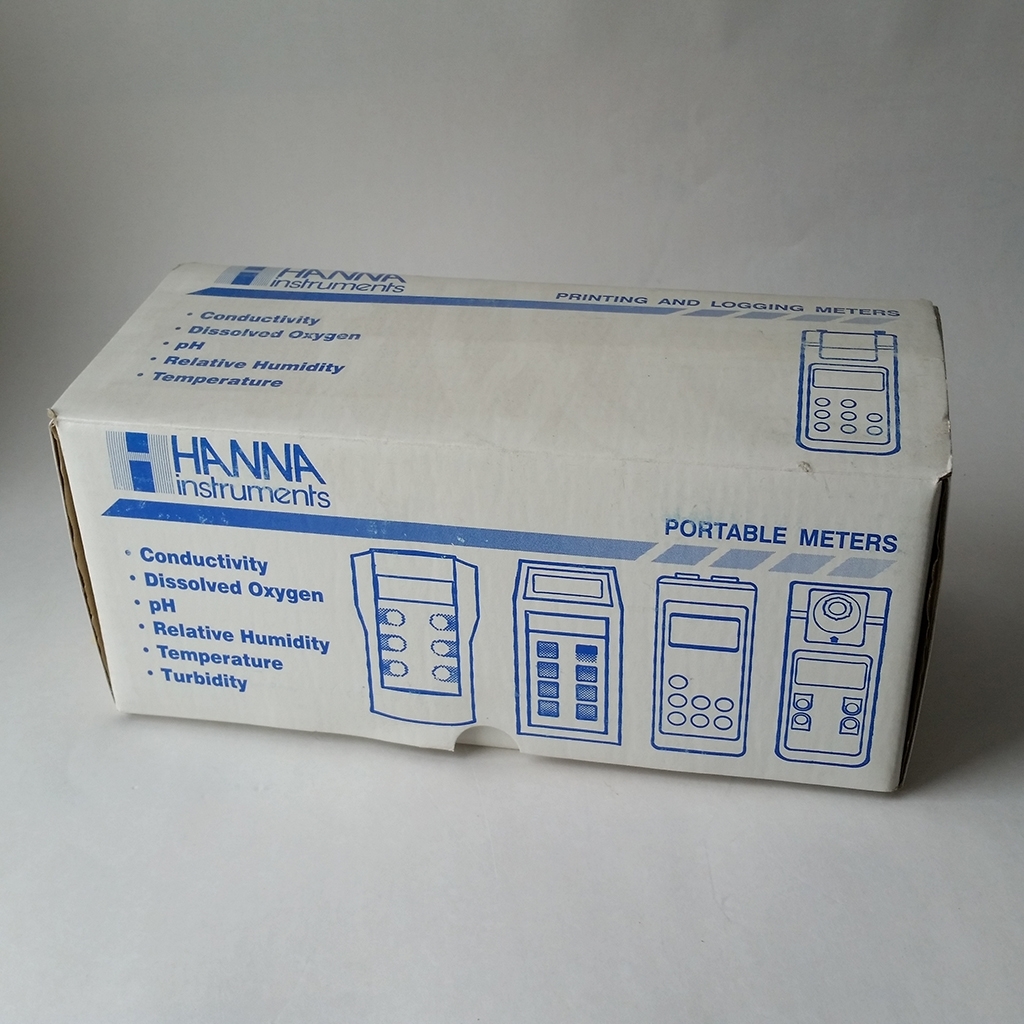 HANNA
instruments
PRINTING AND LOGGING METERS
• Conductivity
• Dissolved Oxygen
• pH
• Relative Humidity
• Temperature
HANNA
instruments
PORTABLE METERS
• Conductivity
• Dissolved Oxygen
• pH
• Relative Humidity
• Temperature
• Turbidity